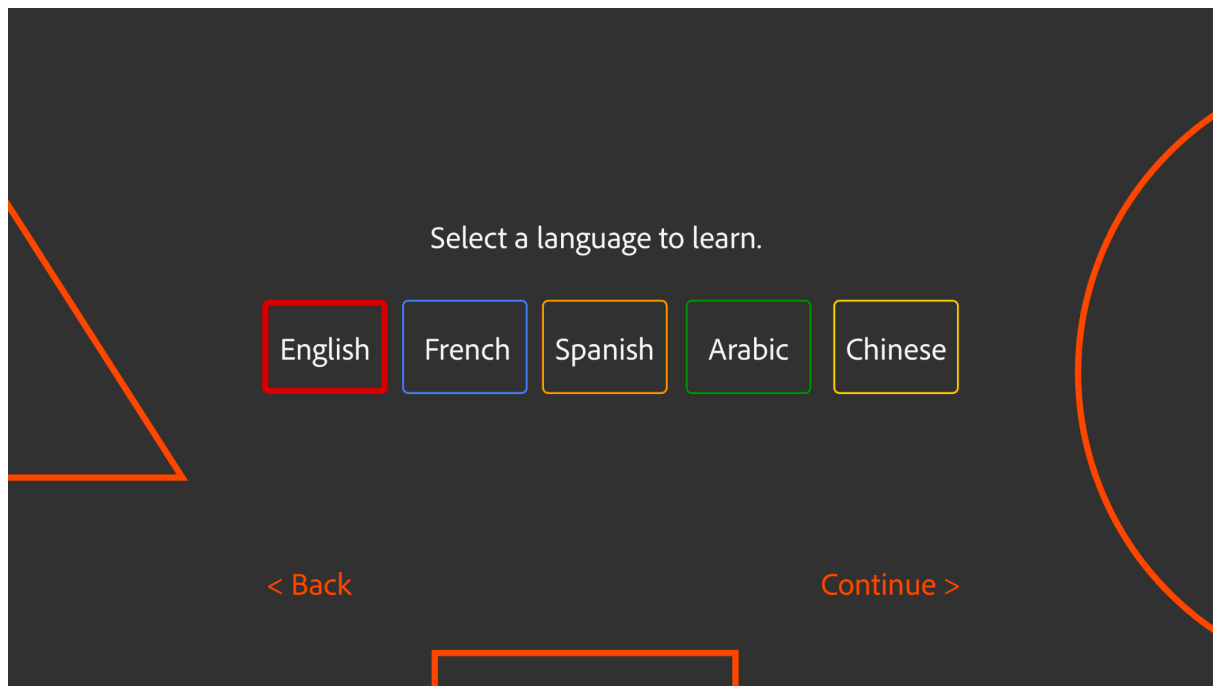 Select a language to learn.
English French Spanish Arabic Chinese
< Back Continue >